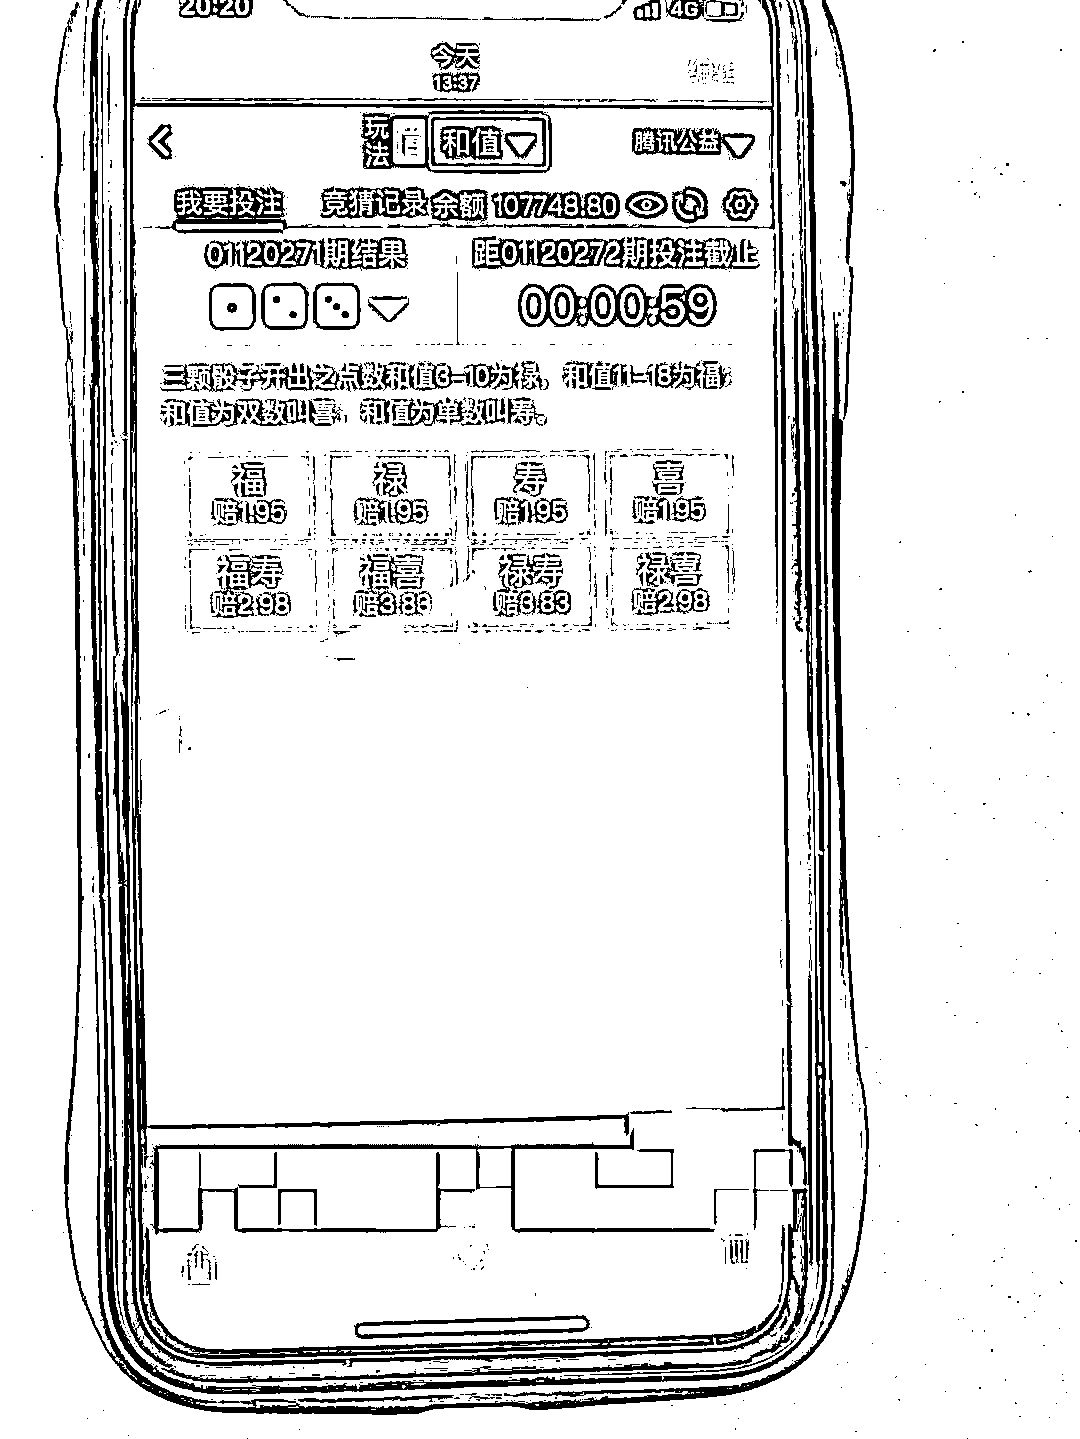 20:20 4G
今天
13:37 编辑
玩法 信 和值 腾讯公益
我要投注 竞猜记录 余额 107748.80
01120271期结果 距01120272期投注截止
00:00:59
三颗骰子开出之点数和值3-10为禄，和值11-18为福；
和值为双数叫喜，和值为单数叫寿。
福 禄 寿 喜
赔1.95 赔1.95 赔1.95 赔1.95
福寿 福喜 禄寿 禄喜
赔2.98 赔3.83 赔3.83 赔2.98